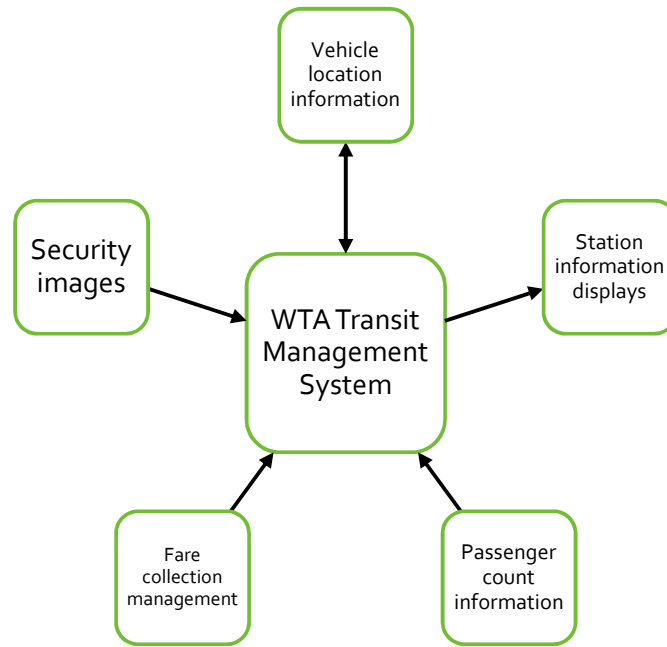 Vehicle
location
information
Security
images
Station
information
displays
WTA Transit
Management
System
Fare
collection
management
Passenger
count
information